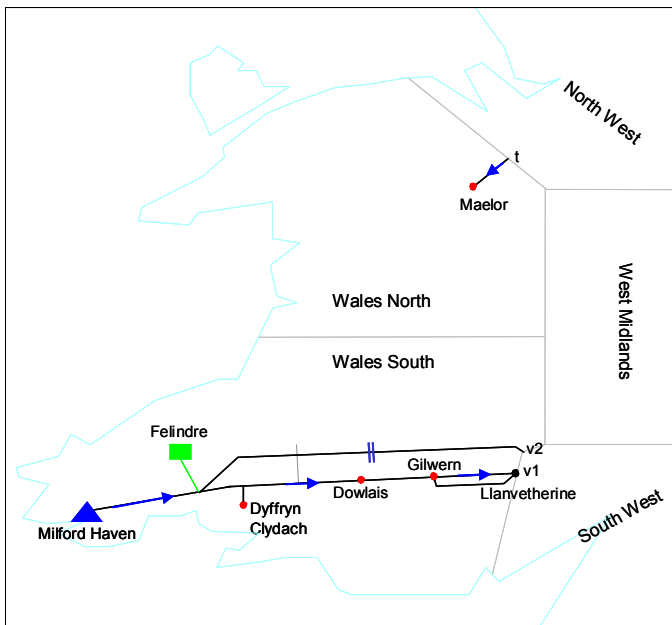 North West
t
Maelor
Wales North
West Midlands
Wales South
Felindre
v2
Gilwern
v1
Dowlais
Llanvetherine
Dyffryn
Clydach
Milford Haven
South West